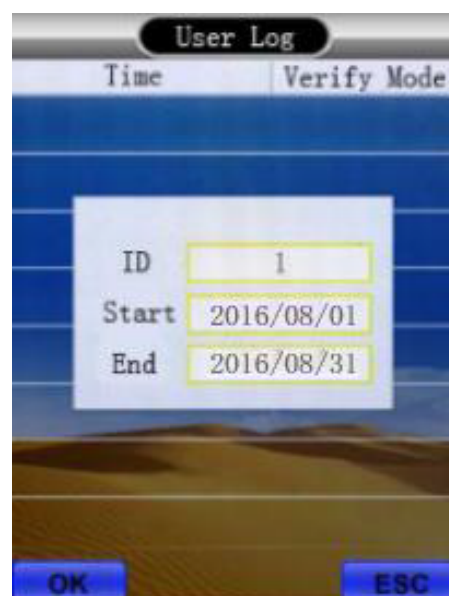 User Log
Time Verify Mode
ID 1
Start 2016/08/01
End 2016/08/31
OK ESC